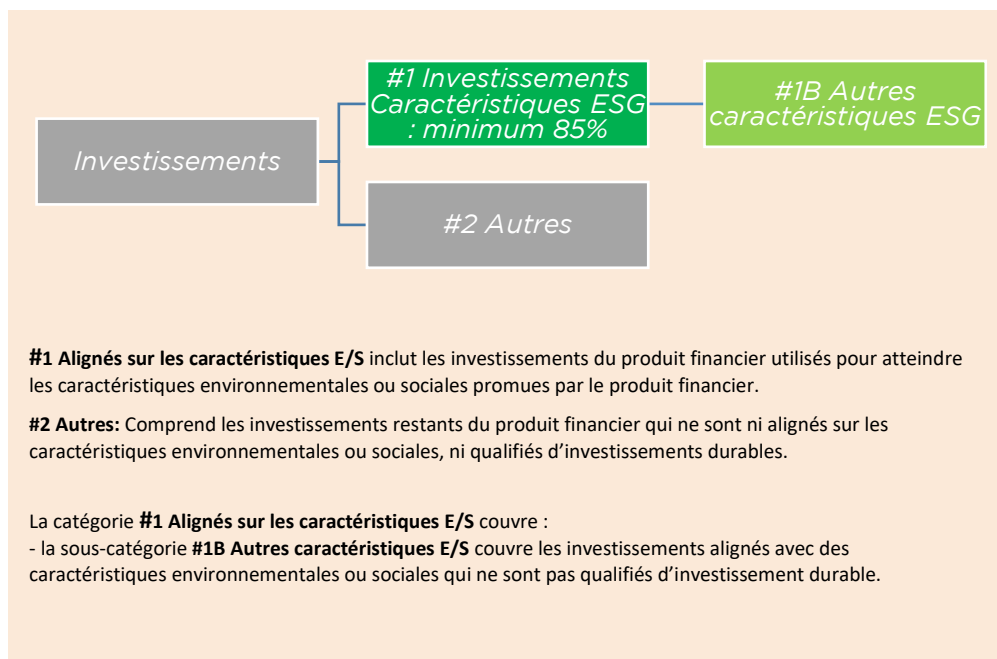 #1 Investissements
Caractéristiques ESG
: minimum 85%
#1B Autres
caractéristiques ESG
Investissements
#2 Autres
#1 Alignés sur les caractéristiques E/S inclut les investissements du produit financier utilisés pour atteindre
les caractéristiques environnementales ou sociales promues par le produit financier.
#2 Autres: Comprend les investissements restants du produit financier qui ne sont ni alignés sur les
caractéristiques environnementales ou sociales, ni qualifiés d’investissements durables.
La catégorie #1 Alignés sur les caractéristiques E/S couvre :
- la sous-catégorie #1B Autres caractéristiques E/S couvre les investissements alignés avec des
caractéristiques environnementales ou sociales qui ne sont pas qualifiés d’investissement durable.